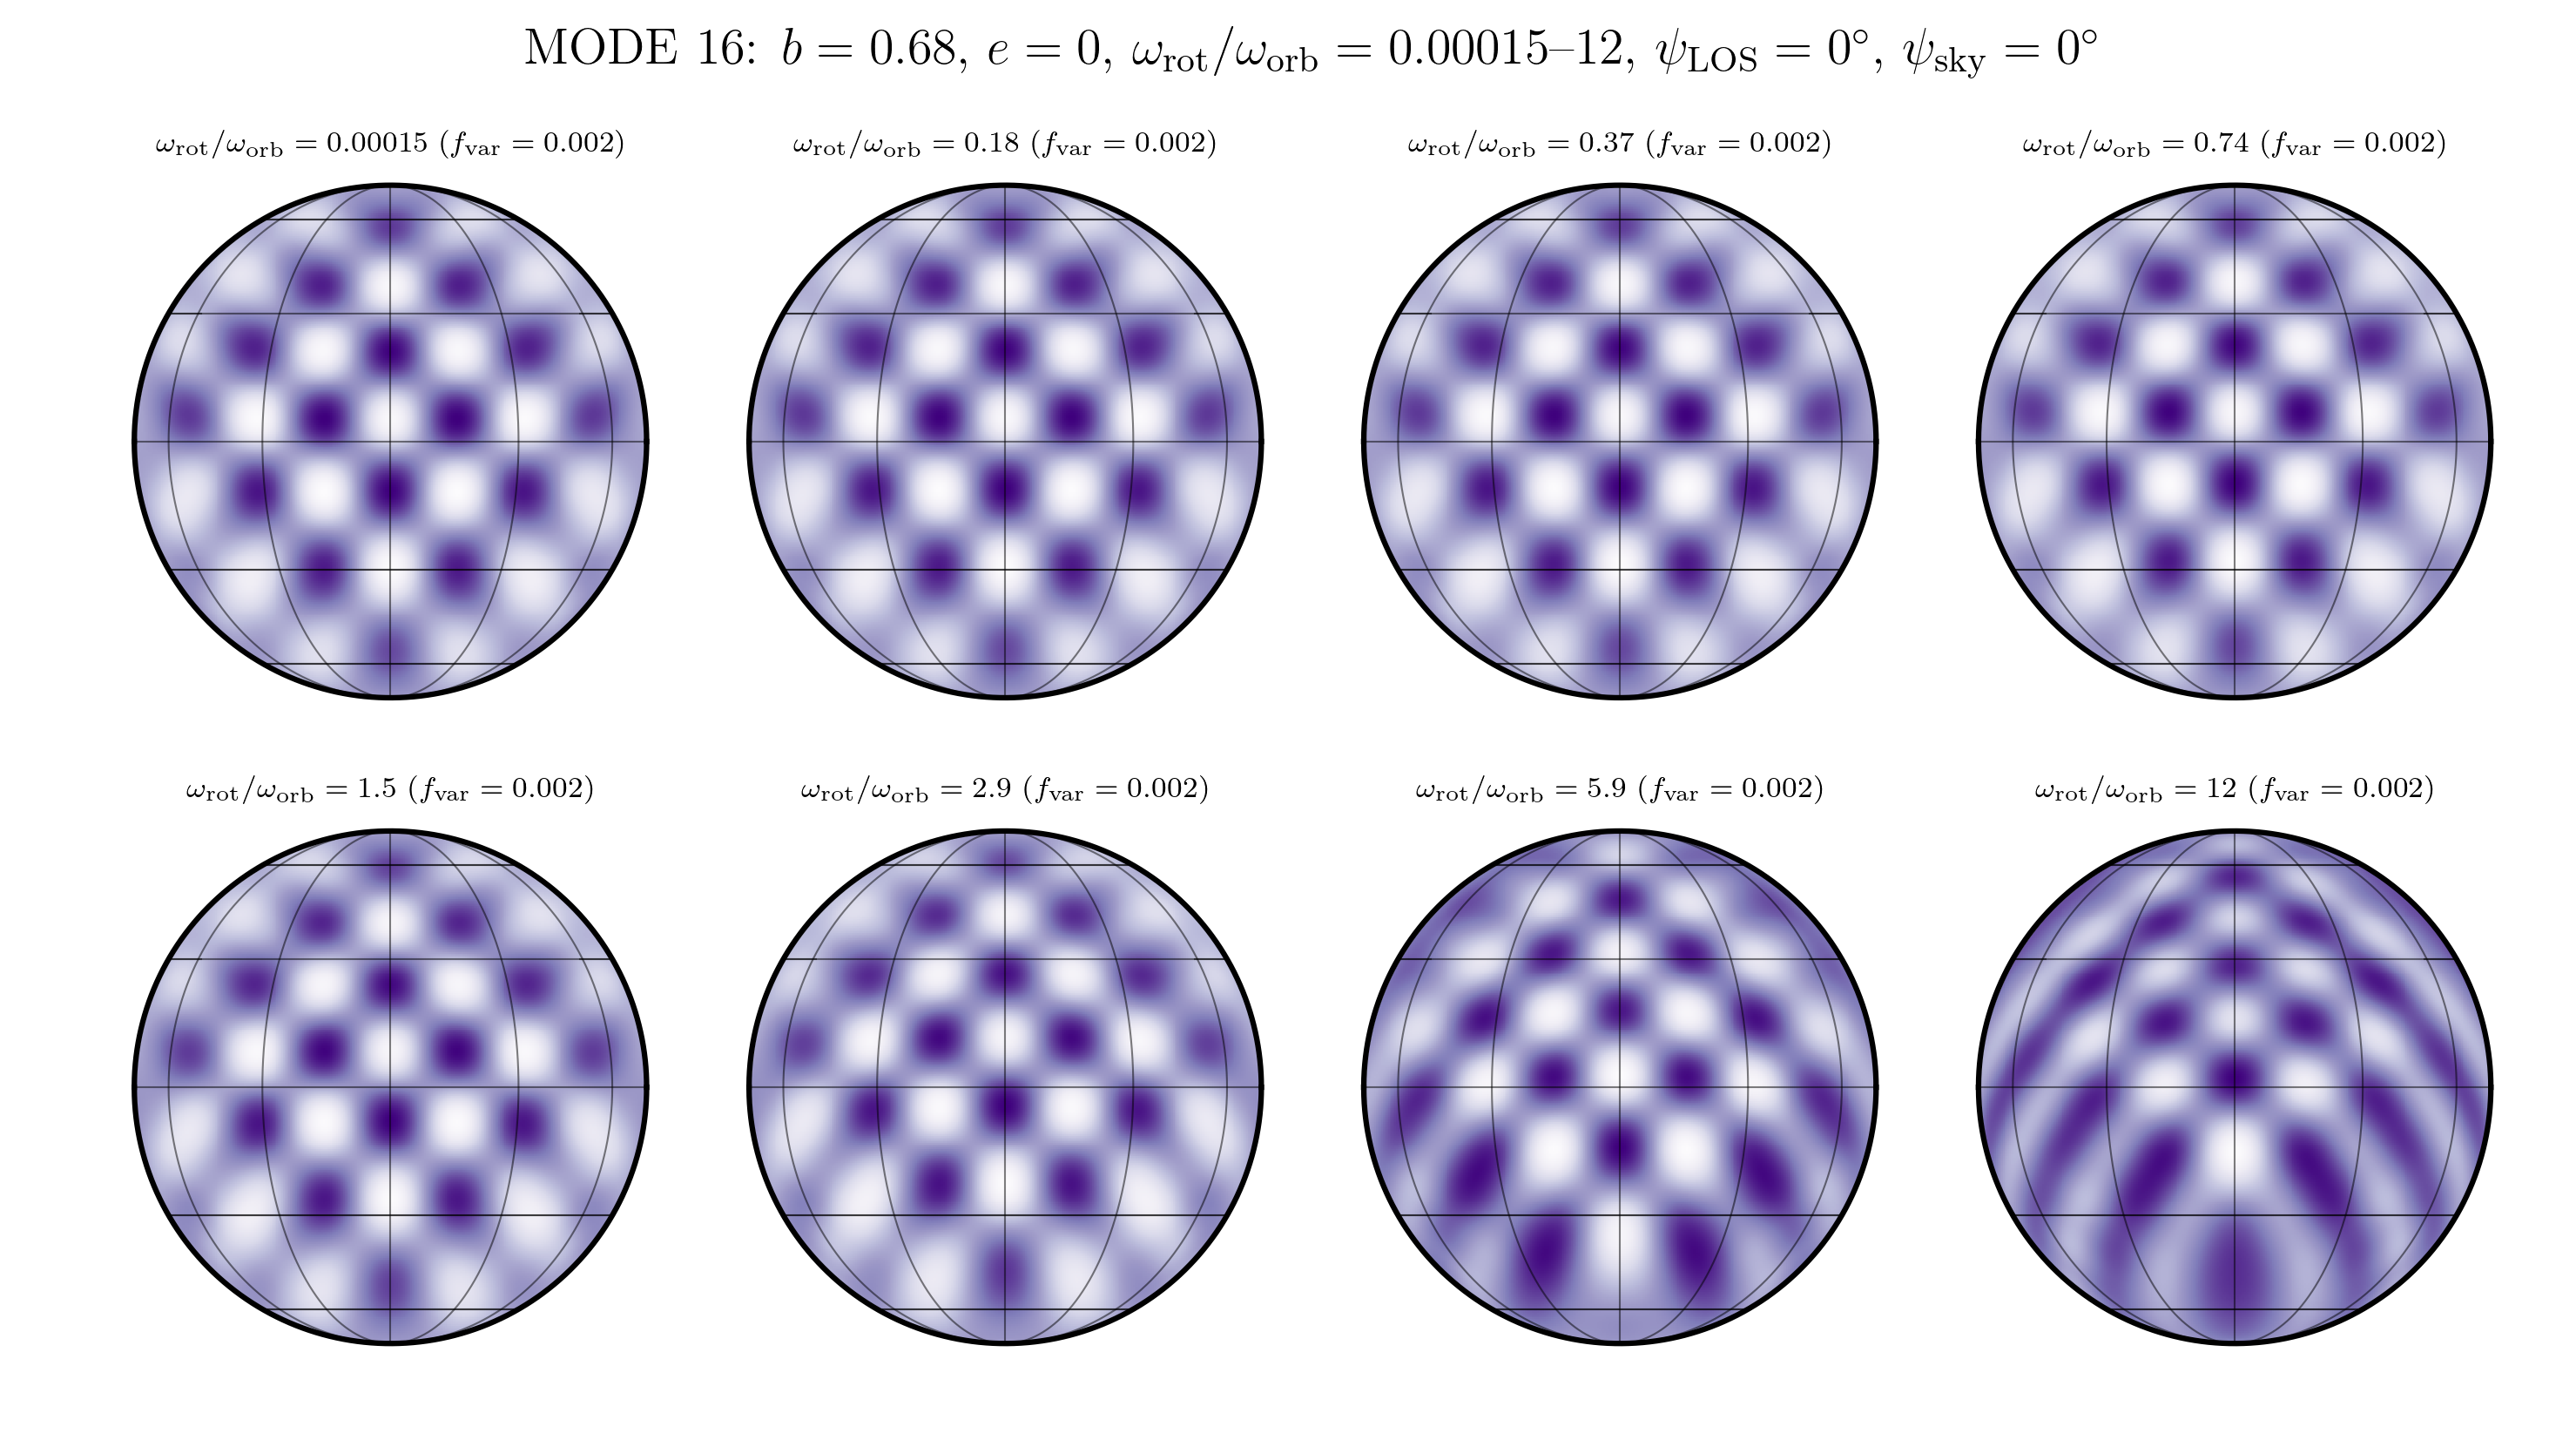 MODE 16: b = 0.68, e = 0, ω_rot/ω_orb = 0.00015–12, ψ_LOS = 0°, ψ_sky = 0°
ω_rot/ω_orb = 0.00015 (f_var = 0.002)
ω_rot/ω_orb = 0.18 (f_var = 0.002)
ω_rot/ω_orb = 0.37 (f_var = 0.002)
ω_rot/ω_orb = 0.74 (f_var = 0.002)
ω_rot/ω_orb = 1.5 (f_var = 0.002)
ω_rot/ω_orb = 2.9 (f_var = 0.002)
ω_rot/ω_orb = 5.9 (f_var = 0.002)
ω_rot/ω_orb = 12 (f_var = 0.002)